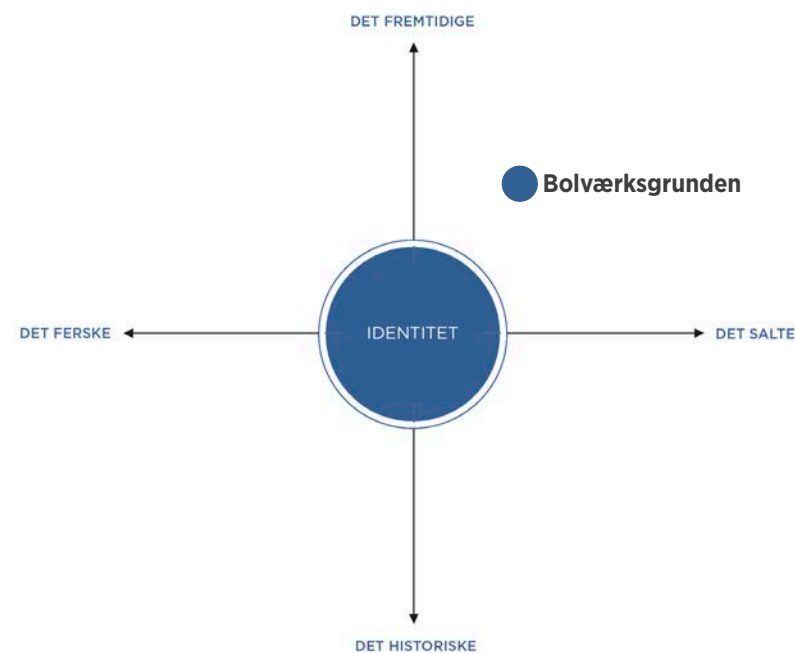 DET FREMTIDIGE
Bolværksgrunden
DET FERSKE
IDENTITET
DET SALTE
DET HISTORISKE